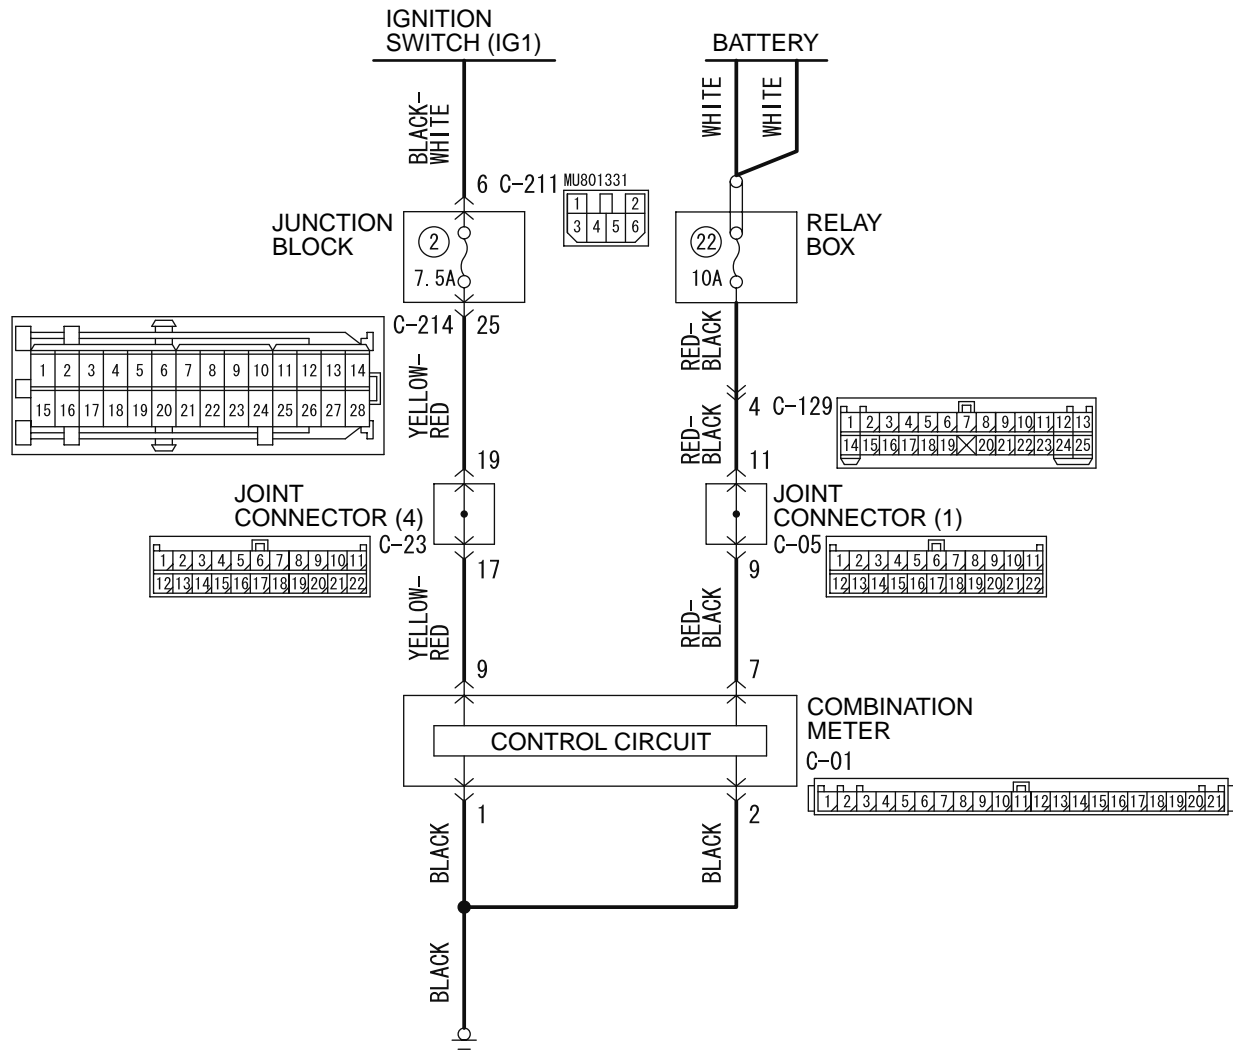 IGNITION
SWITCH (IG1)
BATTERY
BLACK-
WHITE
WHITE
WHITE
6 C-211
MU801331
1 2
3 4 5 6
JUNCTION
BLOCK
2
7.5A
22
10A
RELAY
BOX
C-214 25
1 2 3 4 5 6 7 8 9 10 11 12 13 14
15 16 17 18 19 20 21 22 23 24 25 26 27 28
YELLOW-
RED
RED-
BLACK
4 C-129
1 2 3 4 5 6 7 8 9 10 11 12 13
14 15 16 17 18 19 20 21 22 23 24 25
RED-
BLACK
19
11
JOINT
CONNECTOR (4)
C-23
1 2 3 4 5 6 7 8 9 10 11
12 13 14 15 16 17 18 19 20 21 22
JOINT
CONNECTOR (1)
C-05
1 2 3 4 5 6 7 8 9 10 11
12 13 14 15 16 17 18 19 20 21 22
17
9
YELLOW-
RED
RED-
BLACK
9
7
COMBINATION
METER
CONTROL CIRCUIT
C-01
1 2 3 4 5 6 7 8 9 10 11 12 13 14 15 16 17 18 19 20 21
1
2
BLACK
BLACK
BLACK